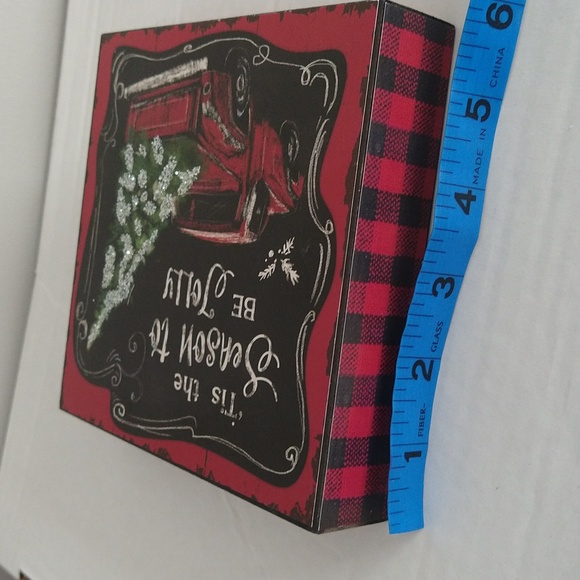 'Tis the
Season to
be Jolly
1
FIBER-
2
GLASS
3
4
MADE IN
5
CHINA
6